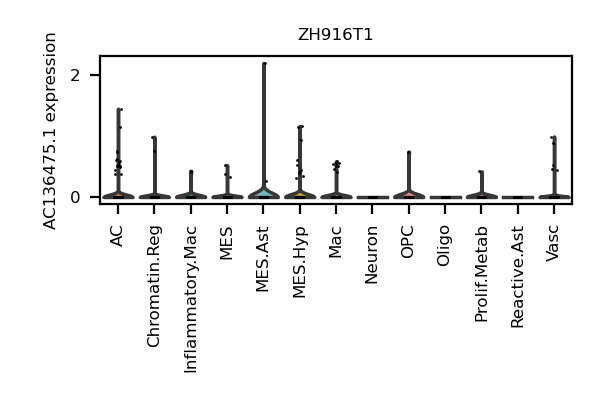 ZH916T1
AC136475.1 expression
2
0
AC
Chromatin.Reg
Inflammatory.Mac
MES
MES.Ast
MES.Hyp
Mac
Neuron
OPC
Oligo
Prolif.Metab
Reactive.Ast
Vasc